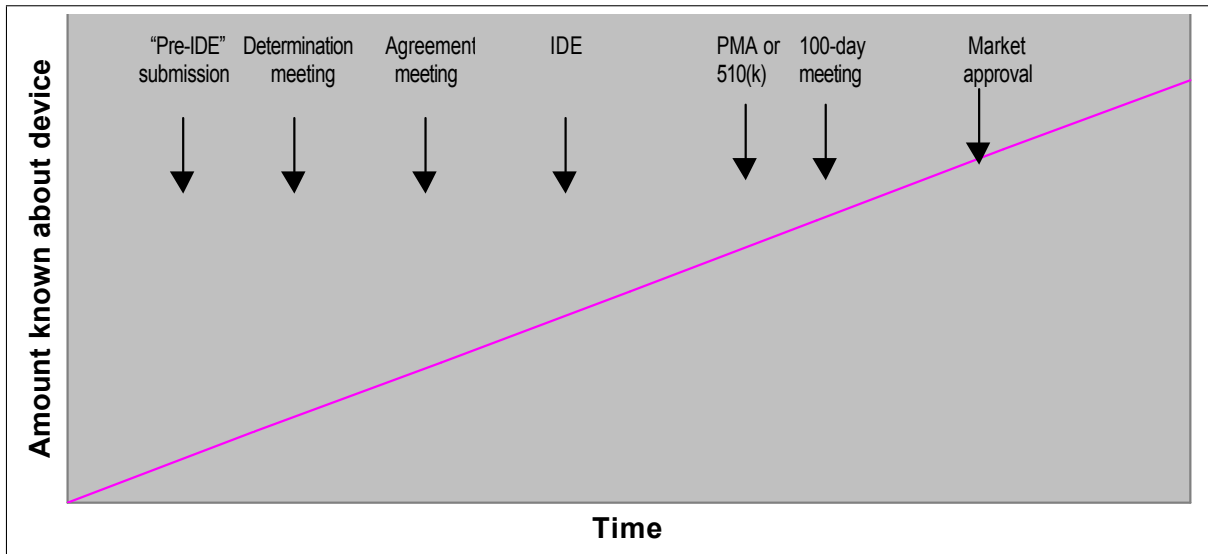 “Pre-IDE”
submission
Determination
meeting
Agreement
meeting
IDE
PMA or
510(k)
100-day
meeting
Market
approval
Amount known about device
Time